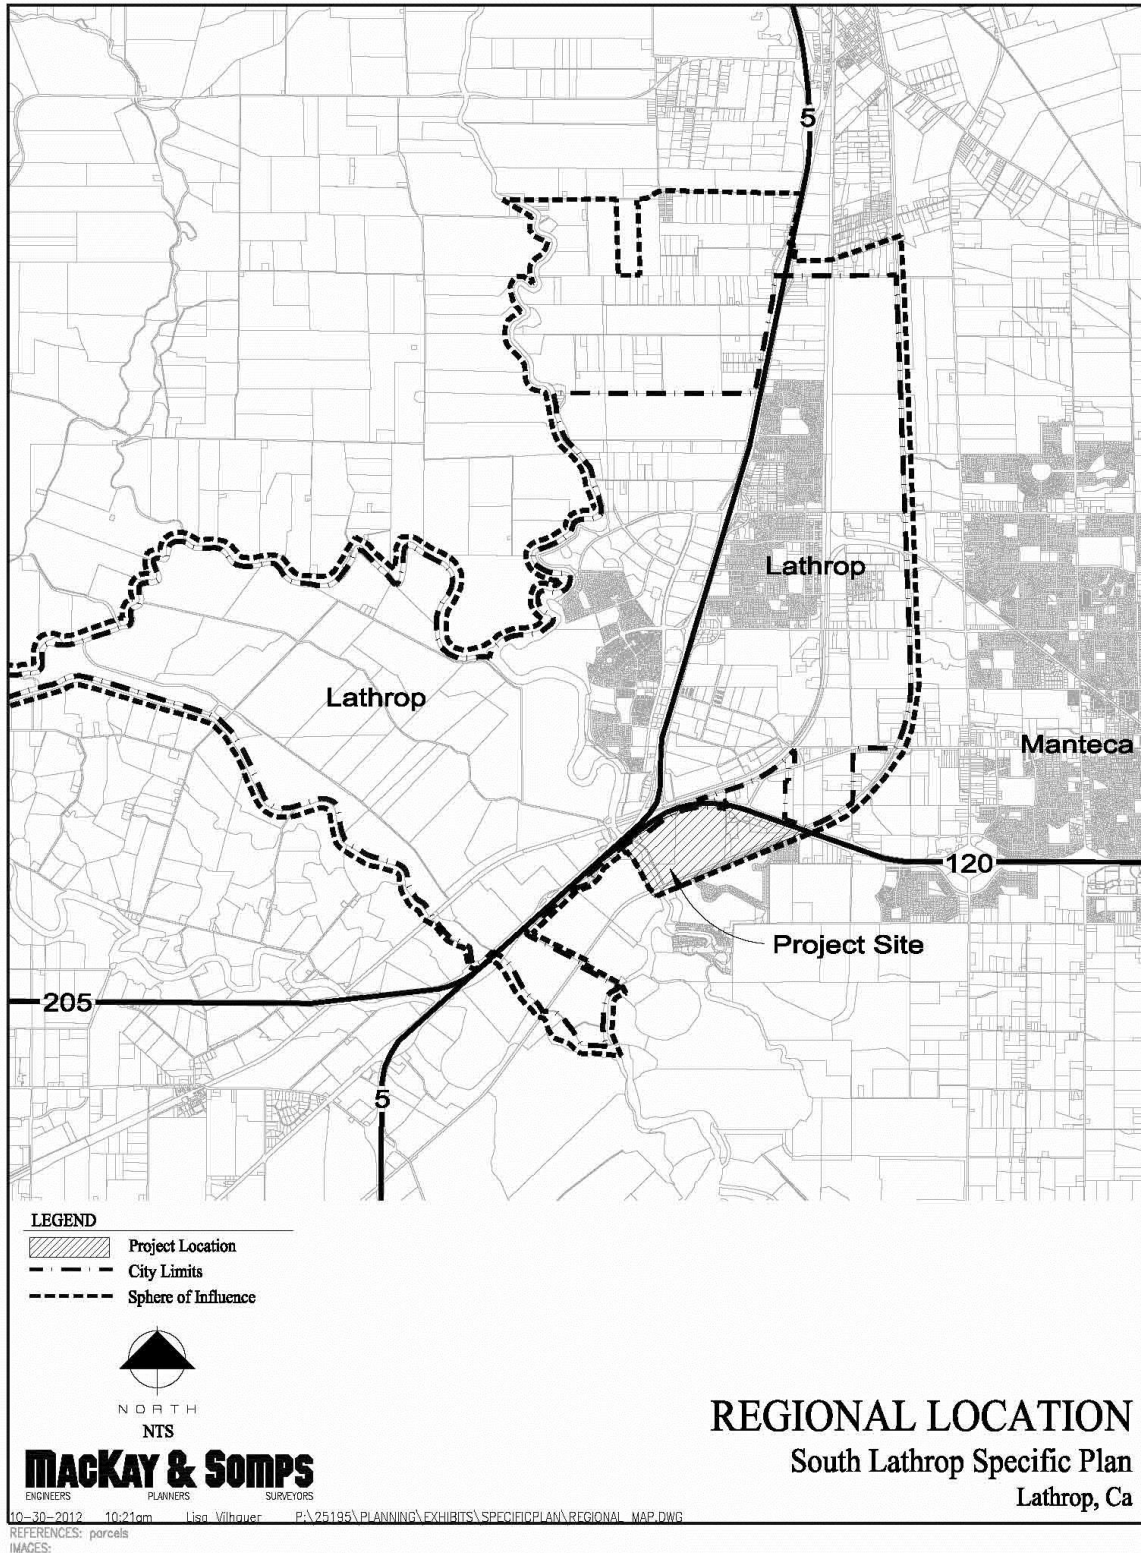 5
Lathrop
Lathrop
Manteca
120
Project Site
205
5
LEGEND
Project Location
City Limits
Sphere of Influence
NORTH
NTS
MACKAY & SOMPS
ENGINEERS PLANNERS SURVEYORS
REGIONAL LOCATION
South Lathrop Specific Plan
Lathrop, Ca
10-30-2012 10:21am Lisa Vilhauer P:\25195\PLANNING\EXHIBITS\SPECIFICPLAN\REGIONAL MAP.DWG
REFERENCES: parcels
IMAGES: